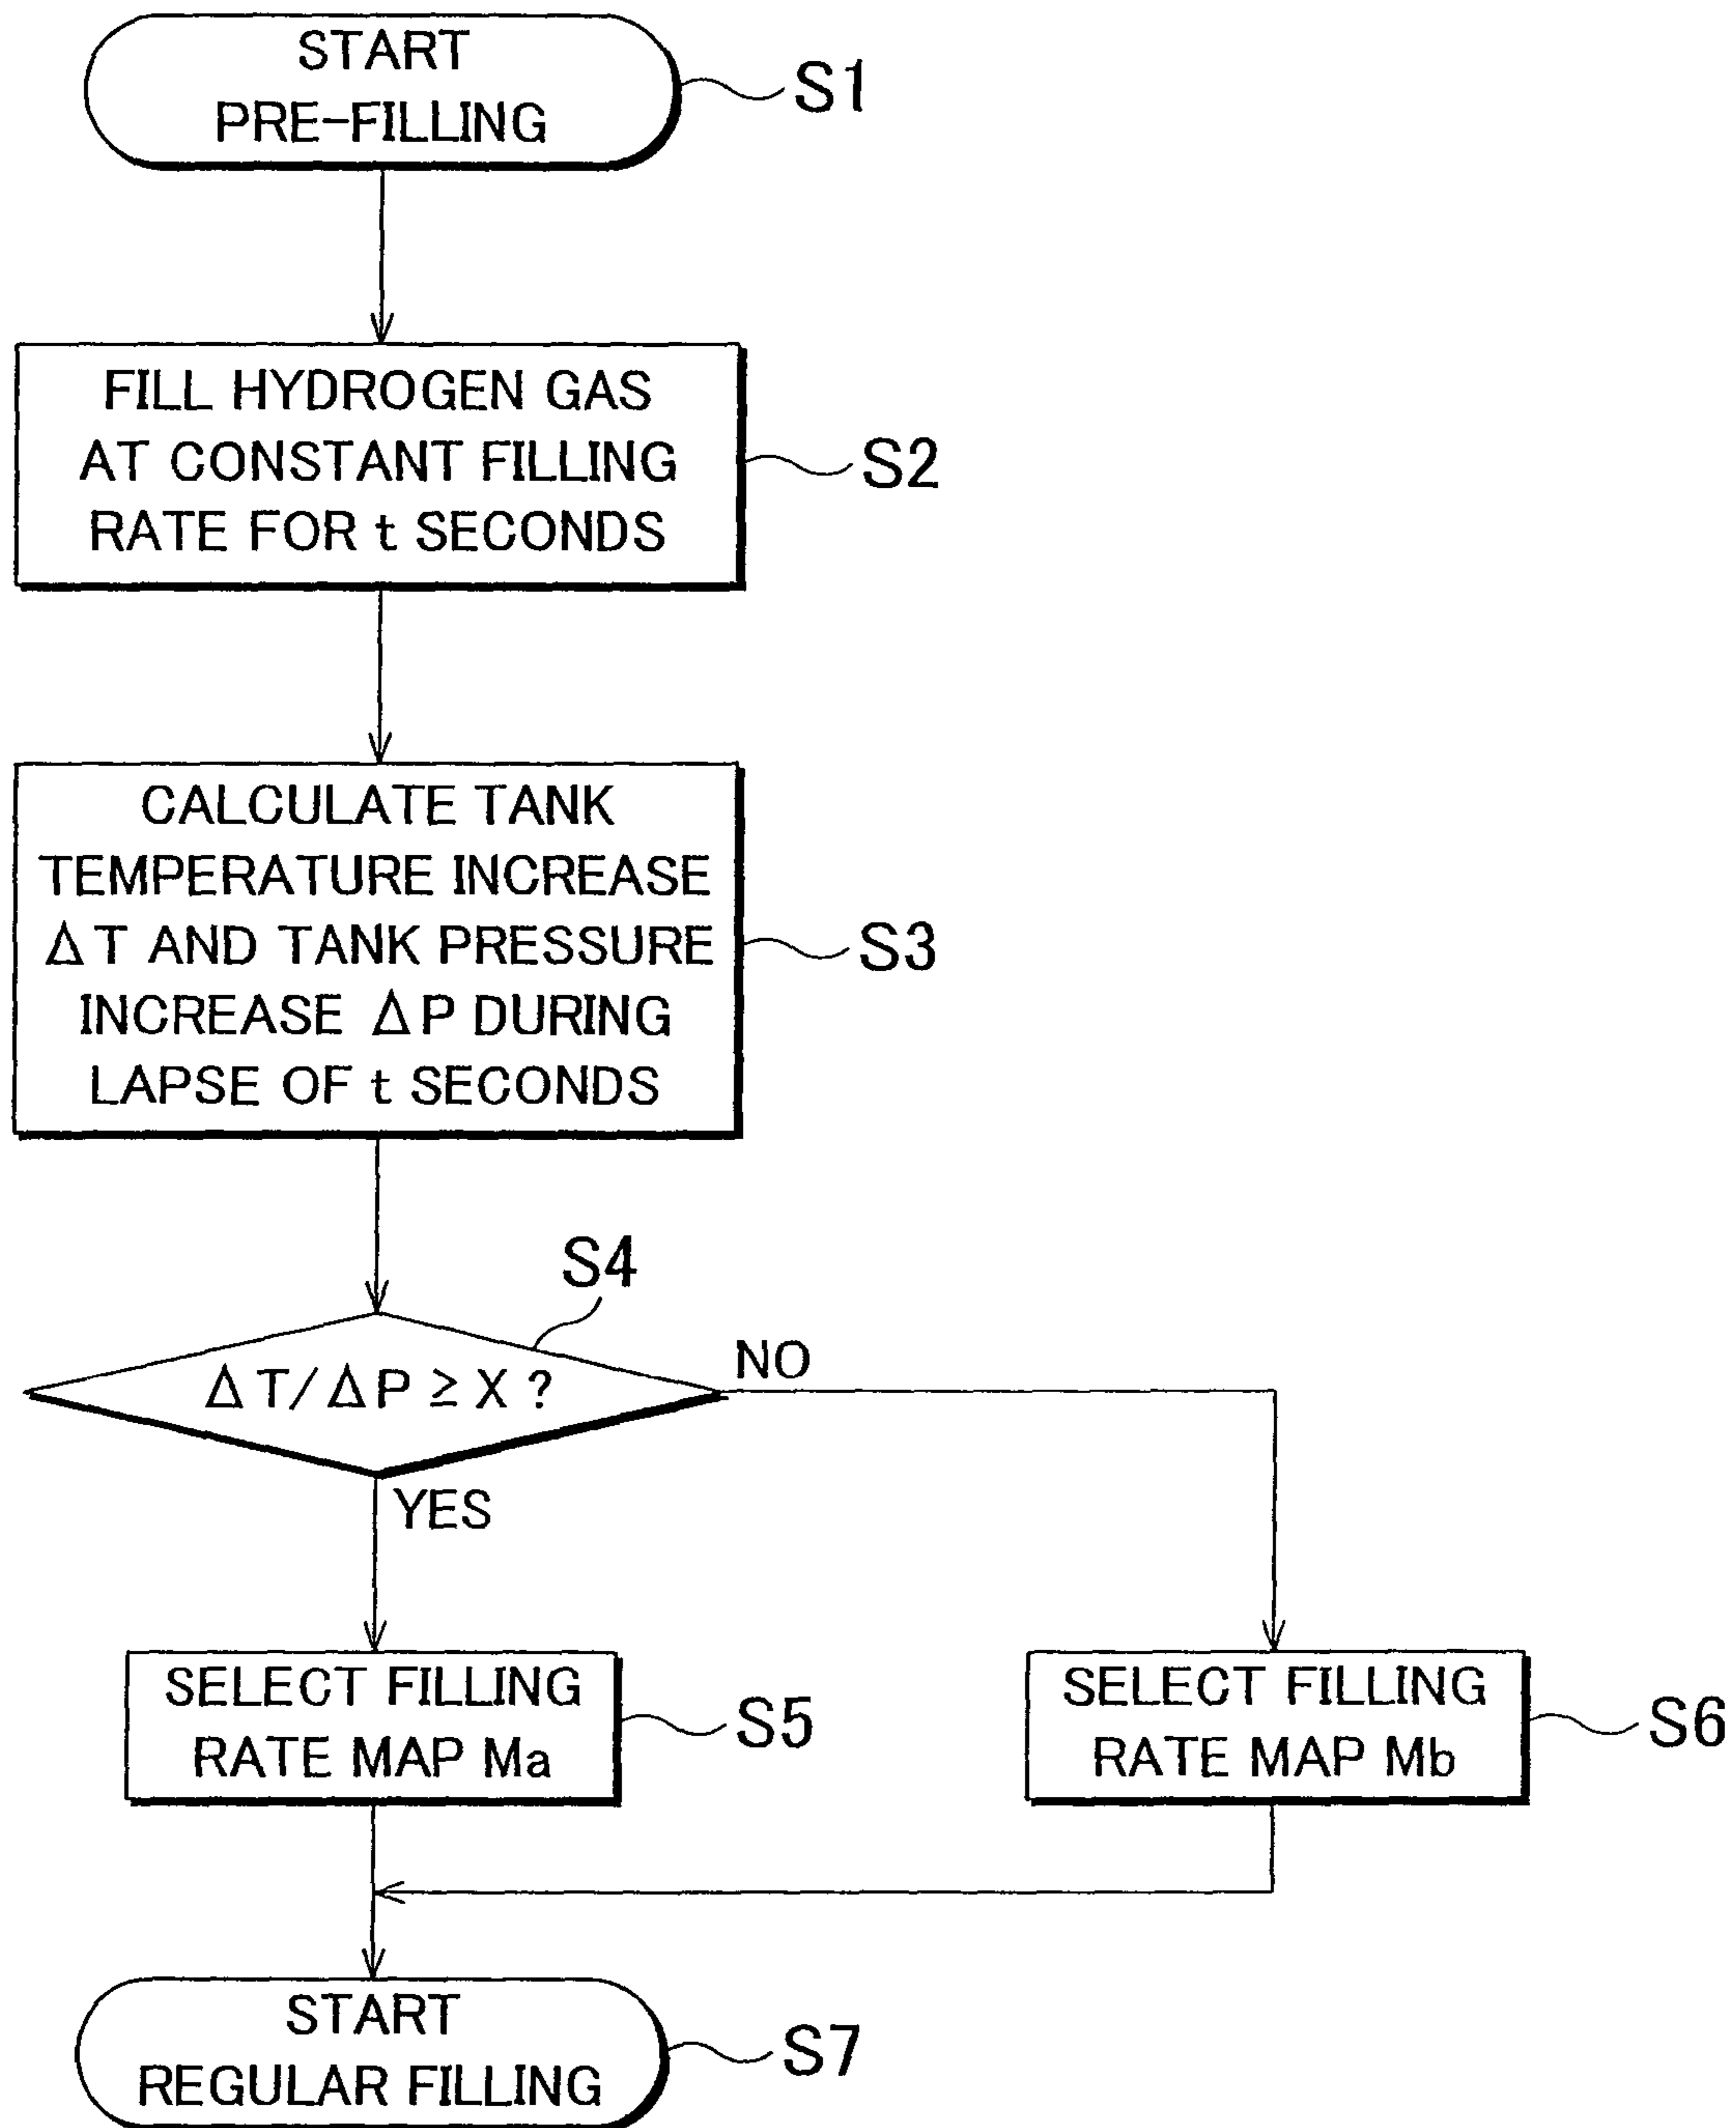 START
PRE-FILLING
S1
FILL HYDROGEN GAS
AT CONSTANT FILLING
RATE FOR t SECONDS
S2
CALCULATE TANK
TEMPERATURE INCREASE
ΔT AND TANK PRESSURE
INCREASE ΔP DURING
LAPSE OF t SECONDS
S3
S4
ΔT/ΔP ≧ X ?
NO
YES
SELECT FILLING
RATE MAP Ma
S5
SELECT FILLING
RATE MAP Mb
S6
START
REGULAR FILLING
S7